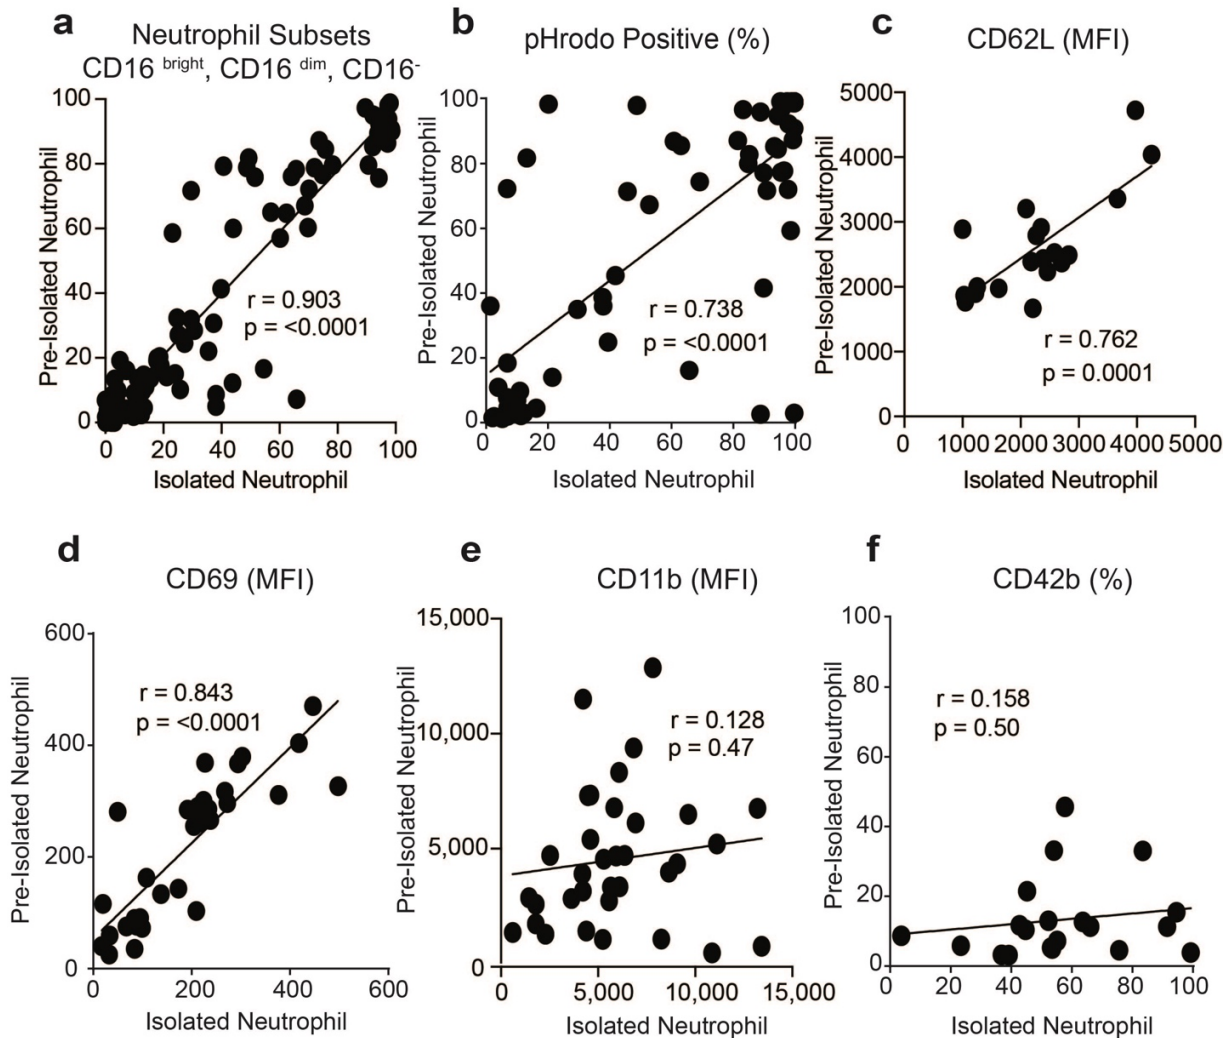 a
Neutrophil Subsets
CD16 bright, CD16 dim, CD16-
100
80
60
40
20
0
0 20 40 60 80 100
Pre-Isolated Neutrophil
Isolated Neutrophil
r = 0.903
p = <0.0001
b
pHrodo Positive (%)
100
80
60
40
20
0
0 20 40 60 80 100
Pre-Isolated Neutrophil
Isolated Neutrophil
r = 0.738
p = <0.0001
c
CD62L (MFI)
5000
4000
3000
2000
1000
0
0 1000 2000 3000 4000 5000
Pre-Isolated Neutrophil
Isolated Neutrophil
r = 0.762
p = 0.0001
d
CD69 (MFI)
600
400
200
0
0 200 400 600
Pre-Isolated Neutrophil
Isolated Neutrophil
r = 0.843
p = <0.0001
e
CD11b (MFI)
15,000
10,000
5,000
0
0 5,000 10,000 15,000
Pre-Isolated Neutrophil
Isolated Neutrophil
r = 0.128
p = 0.47
f
CD42b (%)
100
80
60
40
20
0
0 20 40 60 80 100
Pre-Isolated Neutrophil
Isolated Neutrophil
r = 0.158
p = 0.50